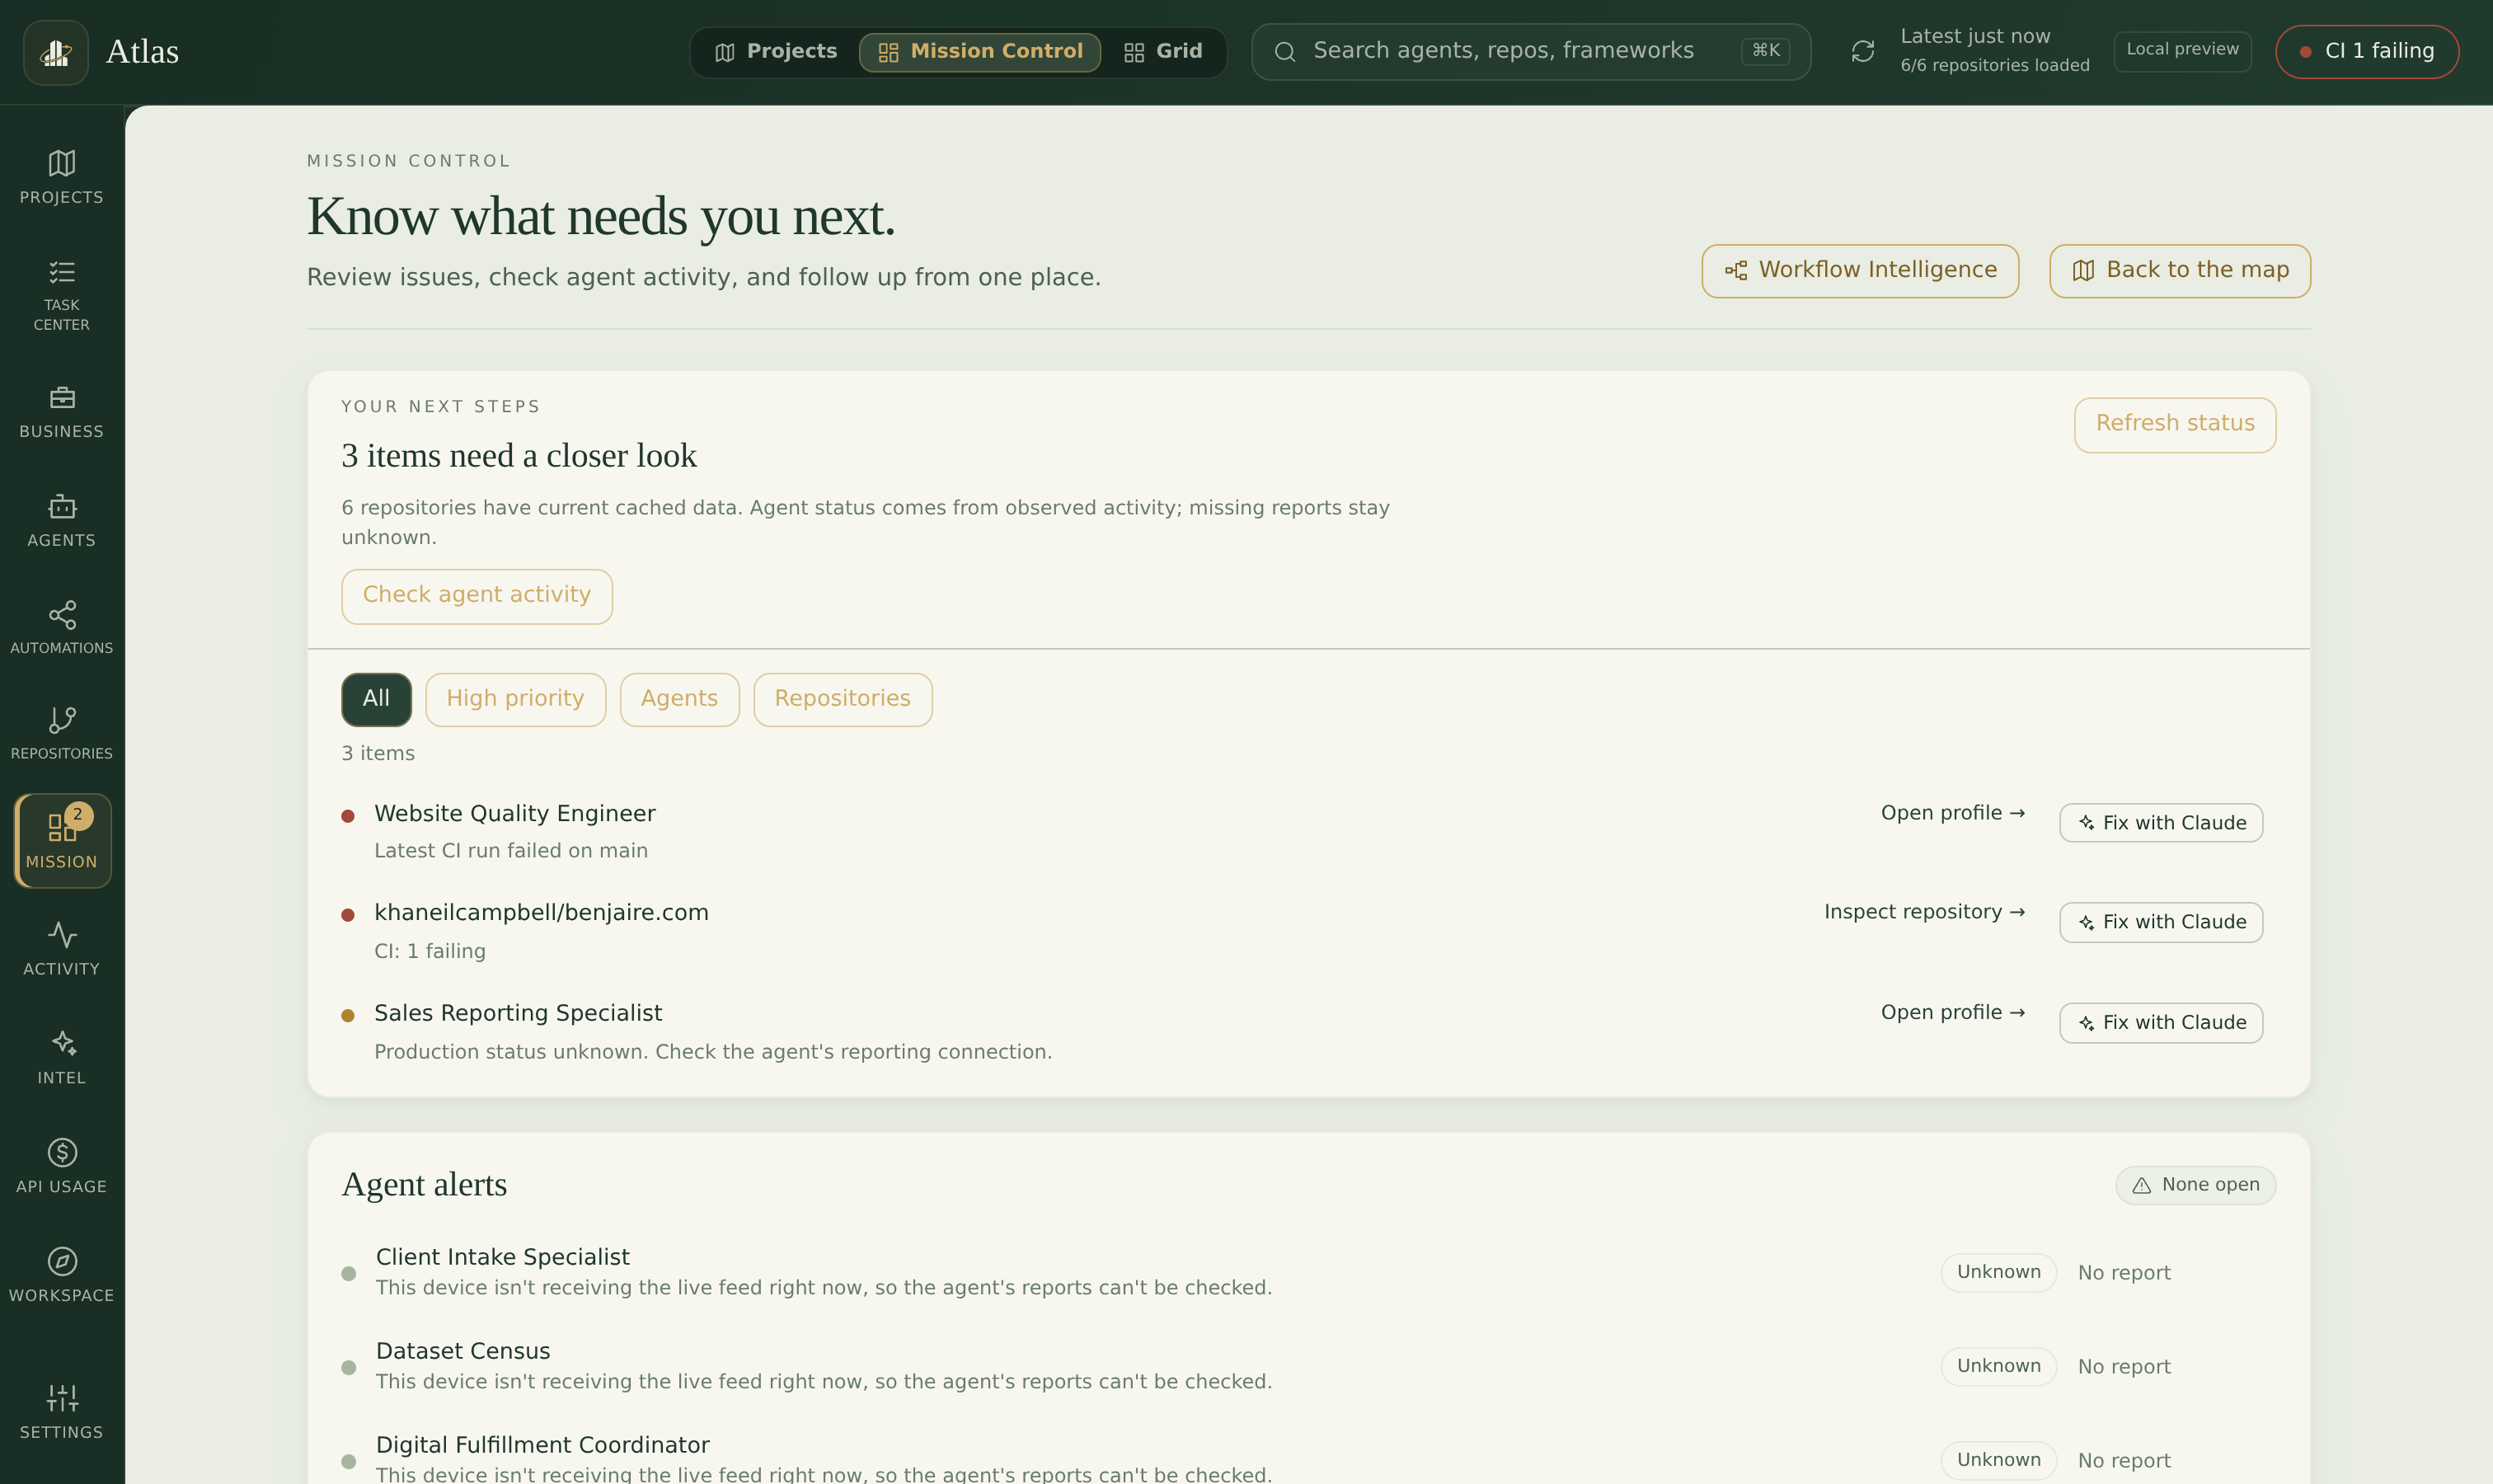 Atlas
Projects
Mission Control
Grid
Search agents, repos, frameworks
⌘K
Latest just now
6/6 repositories loaded
Local preview
CI 1 failing
PROJECTS
TASK
CENTER
BUSINESS
AGENTS
AUTOMATIONS
REPOSITORIES
2
MISSION
ACTIVITY
INTEL
API USAGE
WORKSPACE
SETTINGS
MISSION CONTROL
Know what needs you next.
Review issues, check agent activity, and follow up from one place.
Workflow Intelligence
Back to the map
YOUR NEXT STEPS
3 items need a closer look
Refresh status
6 repositories have current cached data. Agent status comes from observed activity; missing reports stay
unknown.
Check agent activity
All
High priority
Agents
Repositories
3 items
Website Quality Engineer
Latest CI run failed on main
Open profile →
Fix with Claude
khaneilcampbell/benjaire.com
CI: 1 failing
Inspect repository →
Fix with Claude
Sales Reporting Specialist
Production status unknown. Check the agent's reporting connection.
Open profile →
Fix with Claude
Agent alerts
None open
Client Intake Specialist
This device isn't receiving the live feed right now, so the agent's reports can't be checked.
Unknown
No report
Dataset Census
This device isn't receiving the live feed right now, so the agent's reports can't be checked.
Unknown
No report
Digital Fulfillment Coordinator
This device isn't receiving the live feed right now, so the agent's reports can't be checked.
Unknown
No report